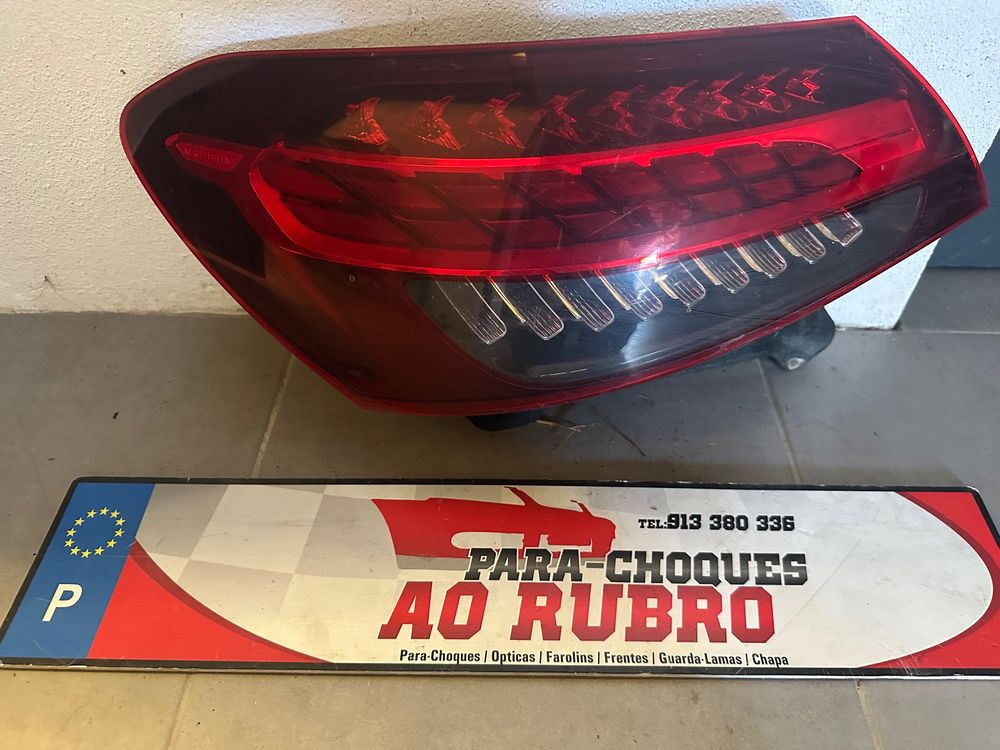 TEL:913 380 336
PARA-CHOQUES
AO RUBRO
P
Para-Choques | Opticas | Farolins | Frentes | Guarda-Lamas | Chapa